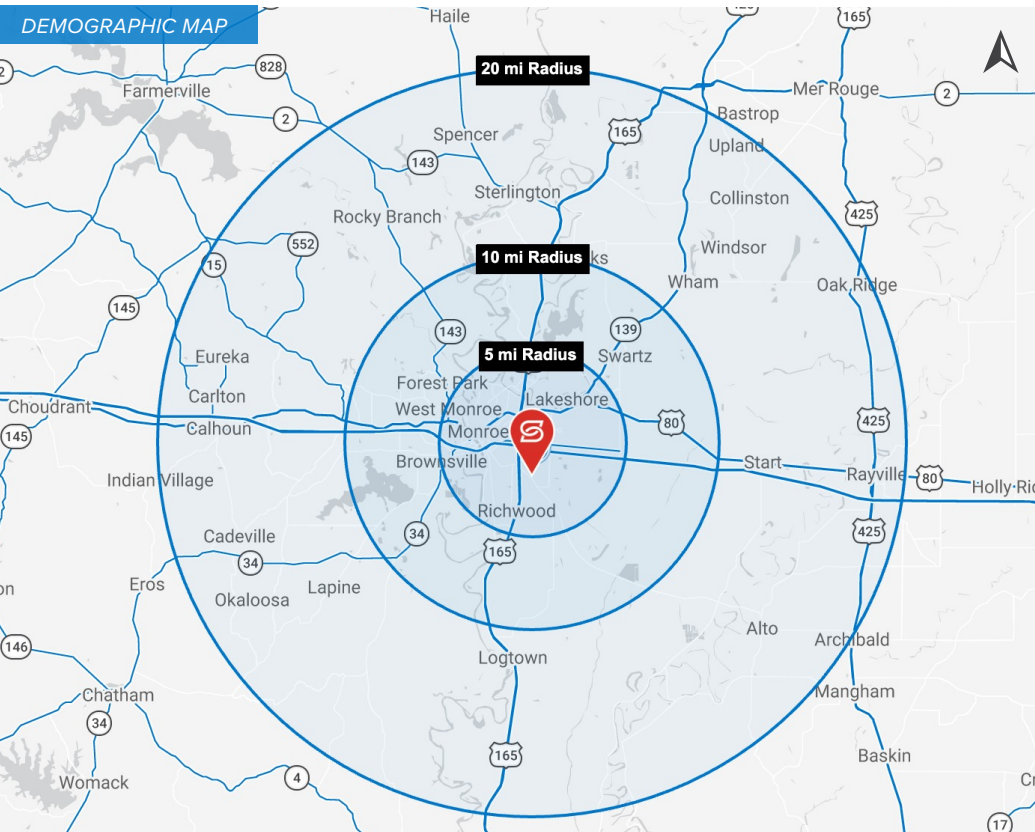 DEMOGRAPHIC MAP
Haile
165
828
20 mi Radius
Farmerville
Mer Rouge
2
2
Bastrop
165
Spencer
143
Upland
Sterlington
Collinston
Rocky Branch
425
552
Windsor
15
10 mi Radius
Wham
Oak Ridge
145
143
139
Eureka
5 mi Radius
Swartz
Forest Park
Carlton
Lakeshore
Choudrant
West Monroe
80
425
Calhoun
Monroe
145
Brownsville
Start
Rayville
80
Indian Village
Holly Ri
Richwood
Cadeville
34
425
165
34
Eros
Lapine
Okaloosa
Alto
Archibald
146
Logtown
Chatham
Mangham
34
165
Baskin
4
Womack
17